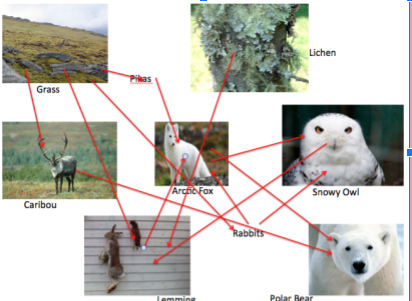 Grass
Pikas
Lichen
Caribou
Arctic Fox
Snowy Owl
Rabbits
Lemming
Polar Bear